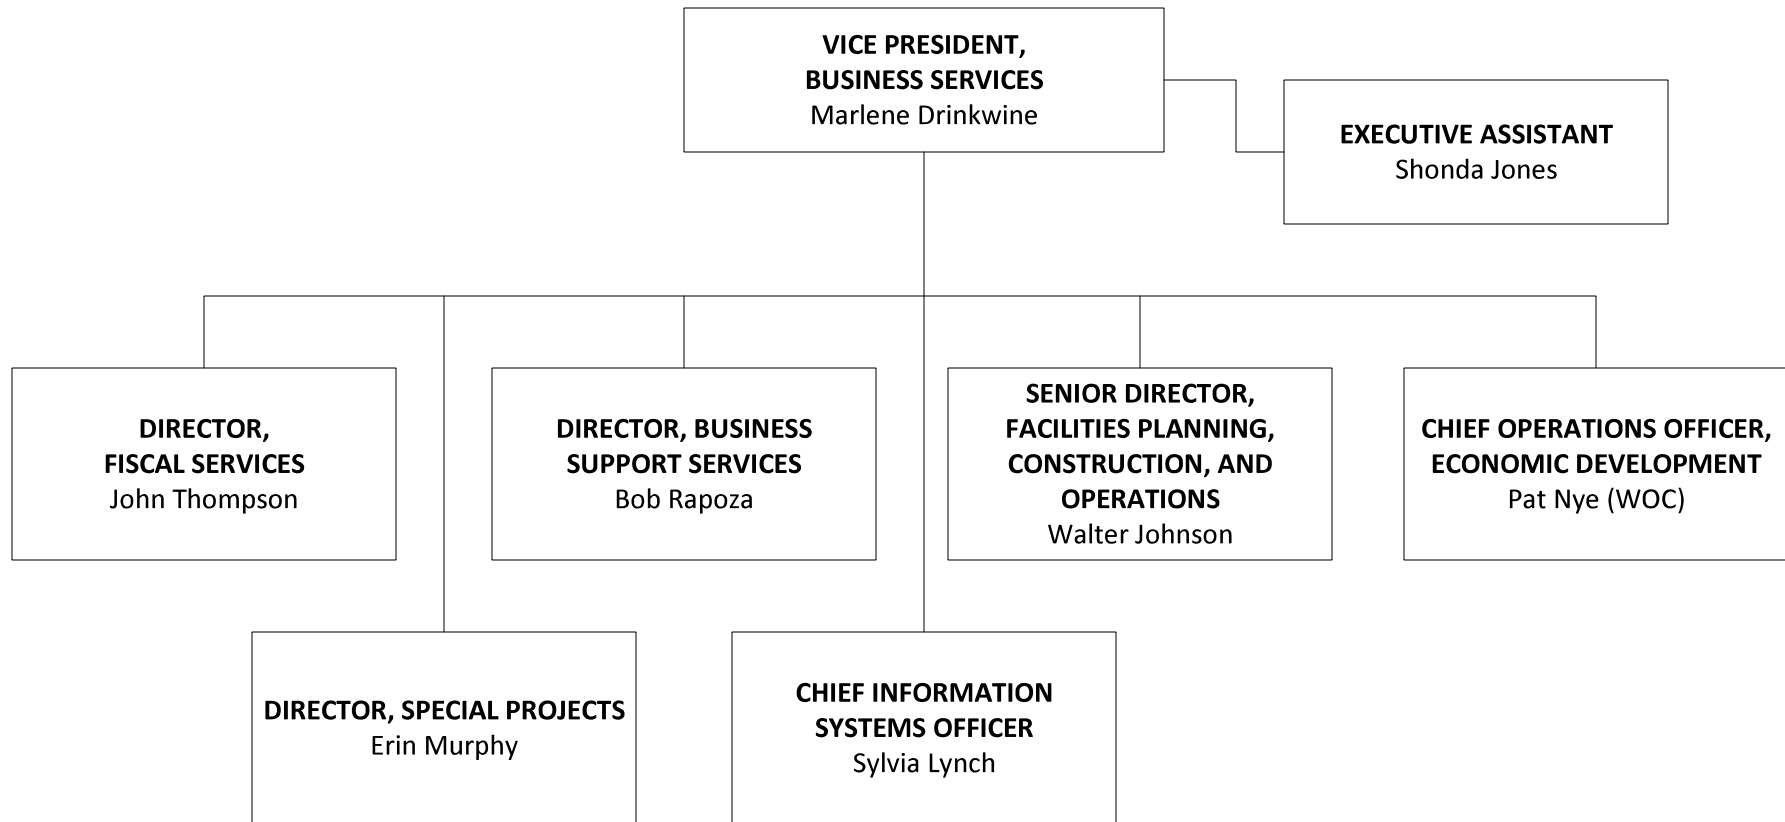 VICE PRESIDENT,
BUSINESS SERVICES
Marlene Drinkwine
EXECUTIVE ASSISTANT
Shonda Jones
DIRECTOR,
FISCAL SERVICES
John Thompson
DIRECTOR, BUSINESS
SUPPORT SERVICES
Bob Rapoza
SENIOR DIRECTOR,
FACILITIES PLANNING,
CONSTRUCTION, AND
OPERATIONS
Walter Johnson
CHIEF OPERATIONS OFFICER,
ECONOMIC DEVELOPMENT
Pat Nye (WOC)
DIRECTOR, SPECIAL PROJECTS
Erin Murphy
CHIEF INFORMATION
SYSTEMS OFFICER
Sylvia Lynch